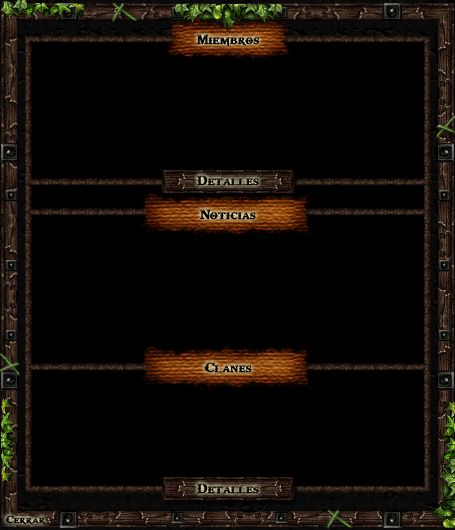 Miembros
Detalles
Noticias
Clanes
Detalles
Cerrar